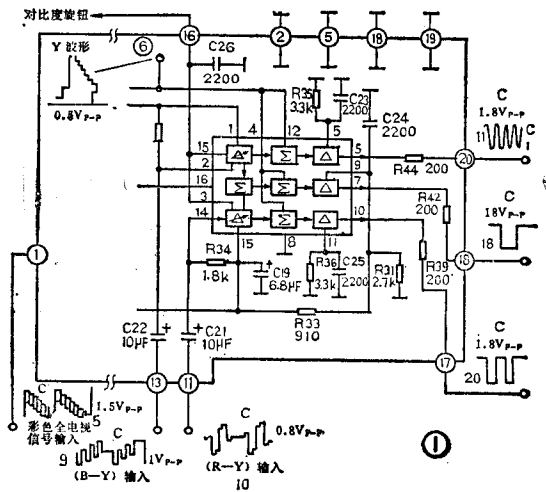 对比度旋钮
16
2
5
18
19
Y 波形
6
C26
2200
0.8Vp-p
R35
3.3k
C23
2200
C24
2200
C
1.8Vp-p
11
C
1
1
4
12
5
15
2
16
3
14
Σ
Δ
Σ
Σ
Δ
Σ
Δ
5
9
7
10
R44 200
20
R42
200
C
18Vp-p
18
18
15
8
11
R34
1.8k
C19
6.8μF
R36
3.3k
C25
2200
R31
2.7k
R39
200
1
R33
910
C22
10μF
C21
10μF
17
C
1.8Vp-p
20
13
11
C
1.5Vp-p
5
彩色全电视
信号输入
9
C
1Vp-p
(B—Y) 输入
C
0.8Vp-p
(R—Y) 输入
10
1